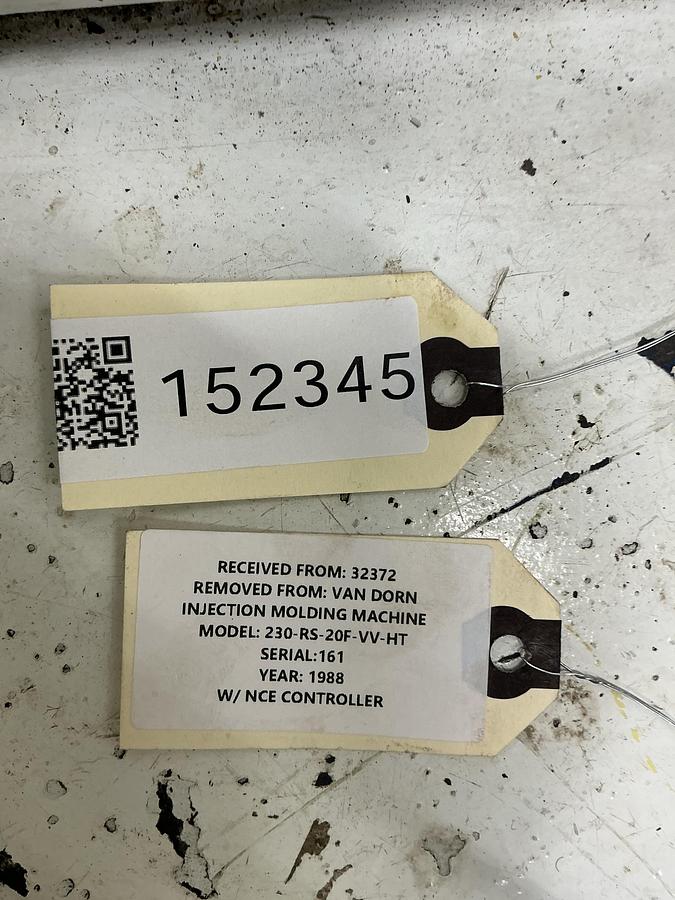 152345
RECEIVED FROM: 32372
REMOVED FROM: VAN DORN
INJECTION MOLDING MACHINE
MODEL: 230-RS-20F-VV-HT
SERIAL:161
YEAR: 1988
W/ NCE CONTROLLER